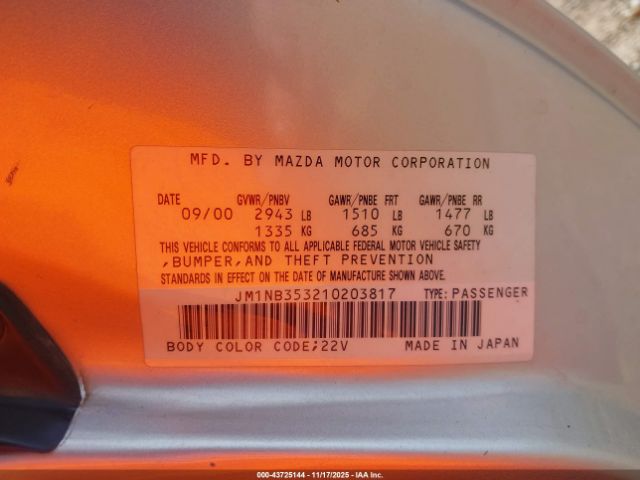 MFD. BY MAZDA MOTOR CORPORATION
DATE GVWR/PNBV GAWR/PNBE FRT GAWR/PNBE RR
09/00 2943 LB 1510 LB 1477 LB
1335 KG 685 KG 670 KG
THIS VEHICLE CONFORMS TO ALL APPLICABLE FEDERAL MOTOR VEHICLE SAFETY
,BUMPER,AND THEFT PREVENTION
STANDARDS IN EFFECT ON THE DATE OF MANUFACTURE SHOWN ABOVE.
JM1NB353210203817 TYPE:PASSENGER
BODY COLOR CODE;22V MADE IN JAPAN
000-43725144 - 11/17/2025 - IAA Inc.